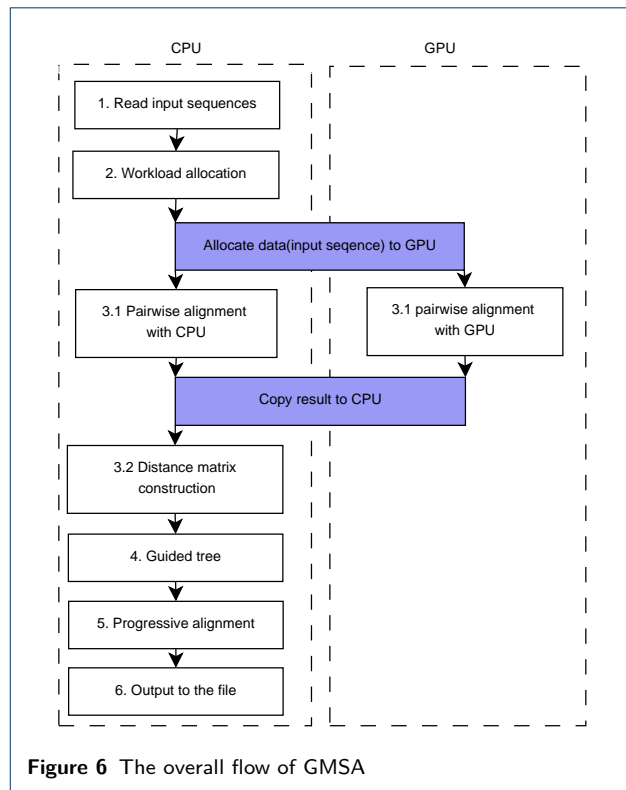 CPU
GPU
1. Read input sequences
2. Workload allocation
Allocate data(input seqence) to GPU
3.1 Pairwise alignment
with CPU
3.1 pairwise alignment
with GPU
Copy result to CPU
3.2 Distance matrix
construction
4. Guided tree
5. Progressive alignment
6. Output to the file
Figure 6 The overall flow of GMSA